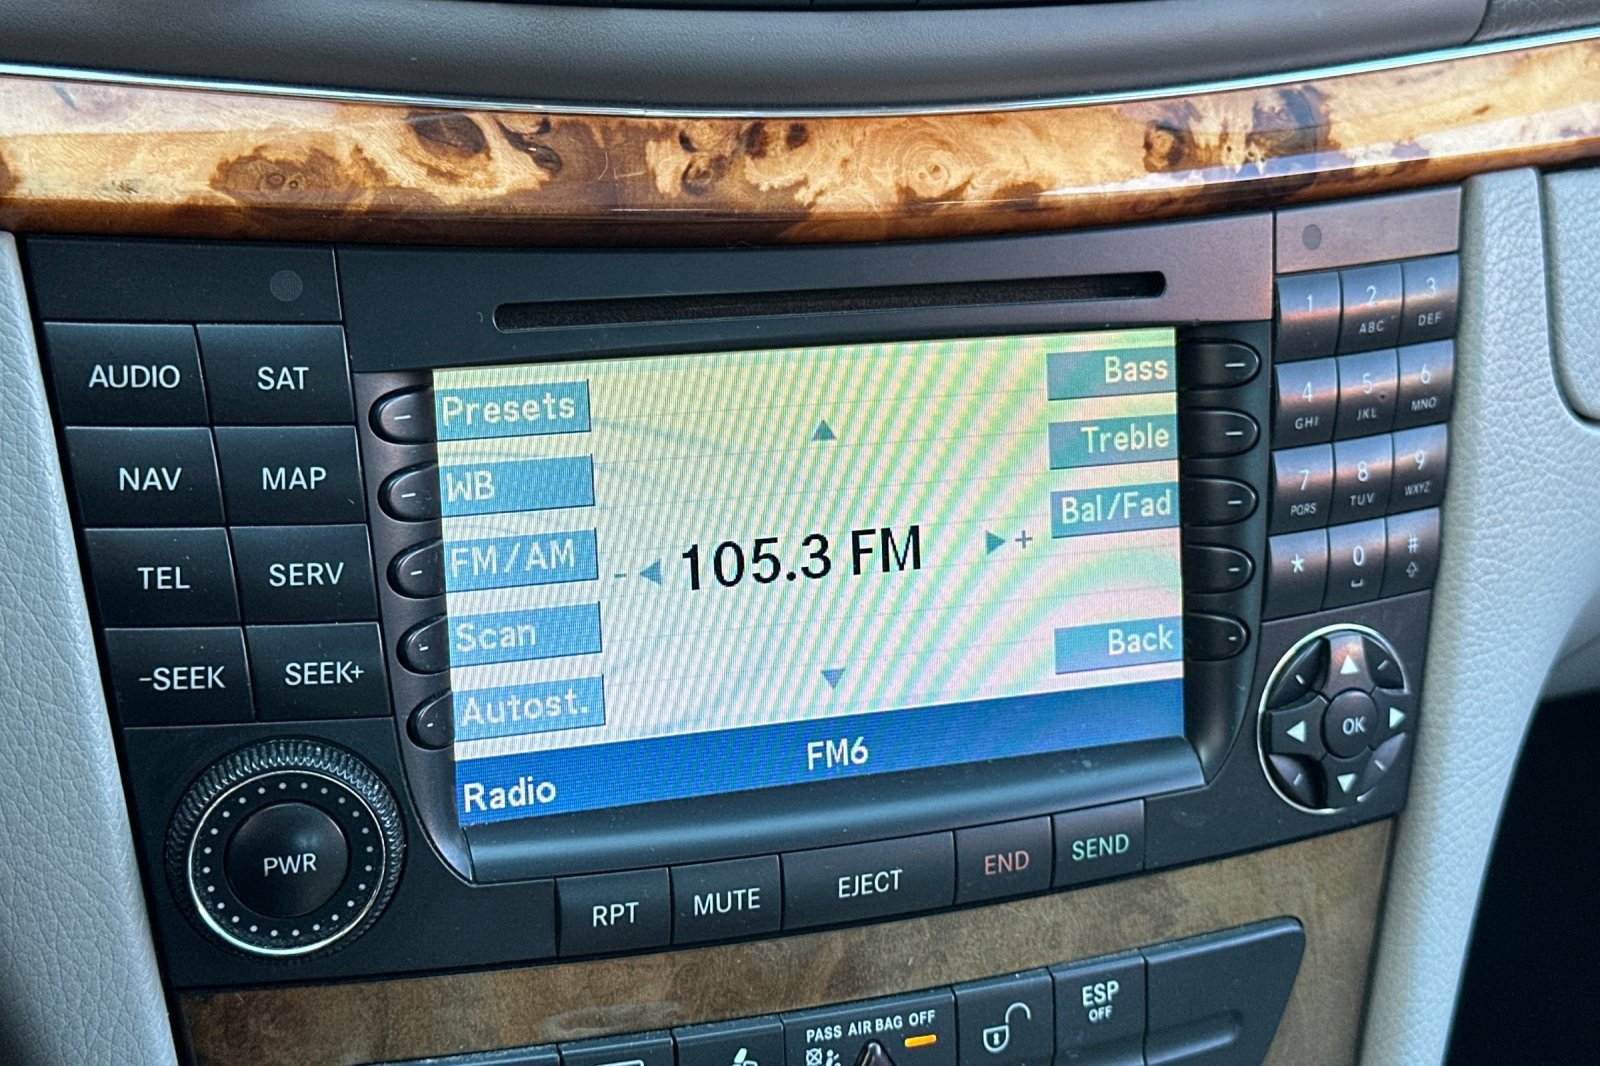 AUDIO SAT
NAV MAP
TEL SERV
-SEEK SEEK+
PWR
Presets
WB
FM/AM
Scan
Autost.
- 105.3 FM +
Bass
Treble
Bal/Fad
Back
Radio FM6
1 2 ABC 3 DEF
4 GHI 5 JKL 6 MNO
7 PQRS 8 TUV 9 WXYZ
* 0 #
OK
RPT MUTE EJECT END SEND
PASS AIR BAG OFF
ESP
OFF